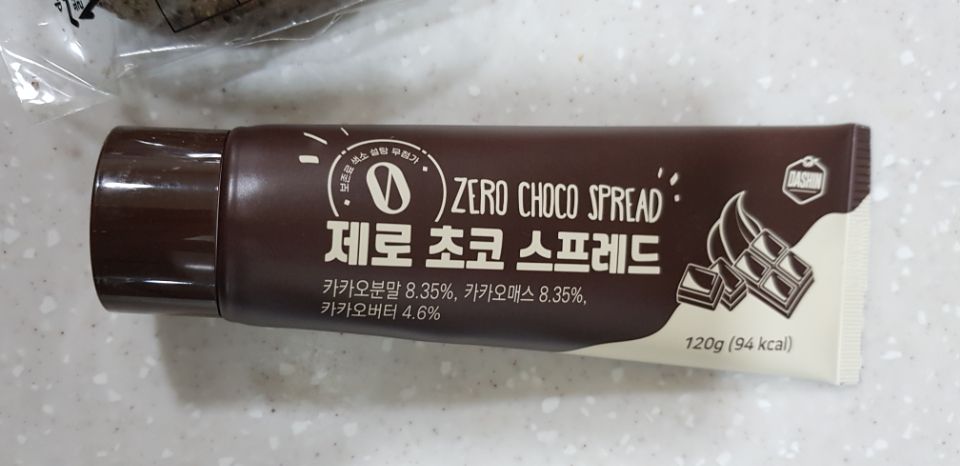 보존료 색소 설탕 무첨가
0
ZERO CHOCO SPREAD
제로 초코 스프레드
카카오분말 8.35%, 카카오매스 8.35%,
카카오버터 4.6%
DASHIN
120g (94 kcal)